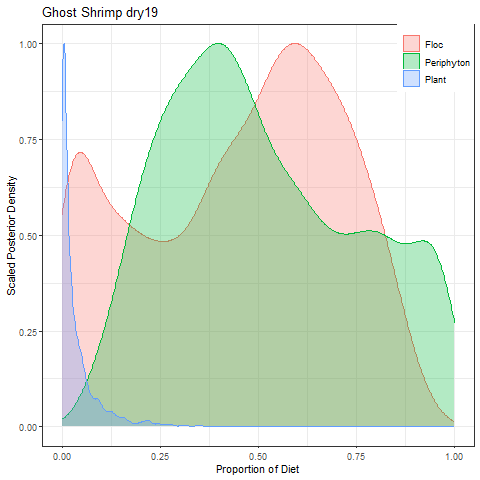 Ghost Shrimp dry19
Floc
Periphyton
Plant
1.00
0.75
0.50
0.25
0.00
Scaled Posterior Density
0.00 0.25 0.50 0.75 1.00
Proportion of Diet